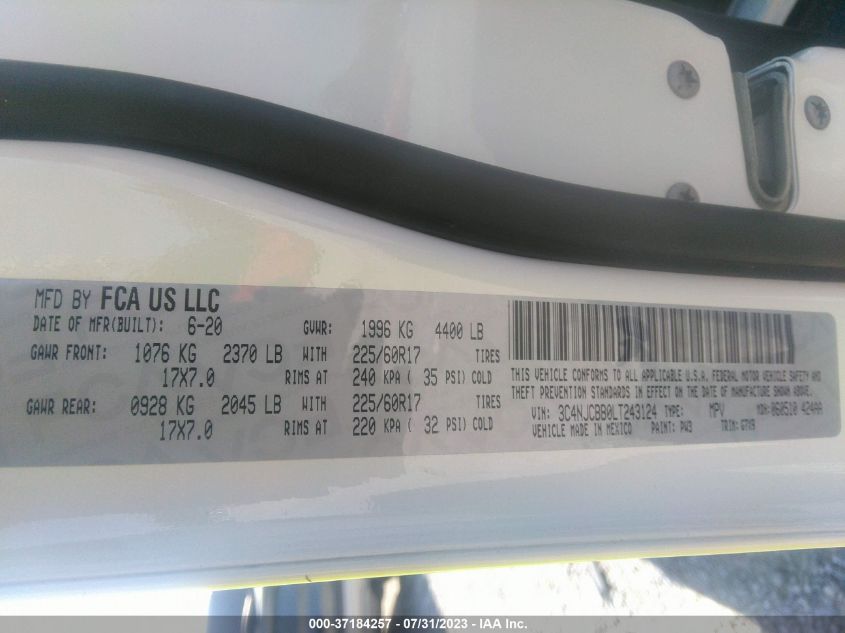 MFD BY FCA US LLC
DATE OF MFR(BUILT): 6-20 GVWR: 1996 KG 4400 LB
GAWR FRONT: 1076 KG 2370 LB WITH 225/60R17 TIRES
17X7.0 RIMS AT 240 KPA ( 35 PSI) COLD
GAWR REAR: 0928 KG 2045 LB WITH 225/60R17 TIRES
17X7.0 RIMS AT 220 KPA ( 32 PSI) COLD
THIS VEHICLE CONFORMS TO ALL APPLICABLE U.S.A. FEDERAL MOTOR VEHICLE SAFETY AND
THEFT PREVENTION STANDARDS IN EFFECT ON THE DATE OF MANUFACTURE SHOWN ABOVE.
VIN: 3C4NJCBB0LT243124 TYPE: MPV MDH: 060510 424AA
VEHICLE MADE IN MEXICO PAINT: PW3 TRIM:
000-37184257 - 07/31/2023 - IAA Inc.